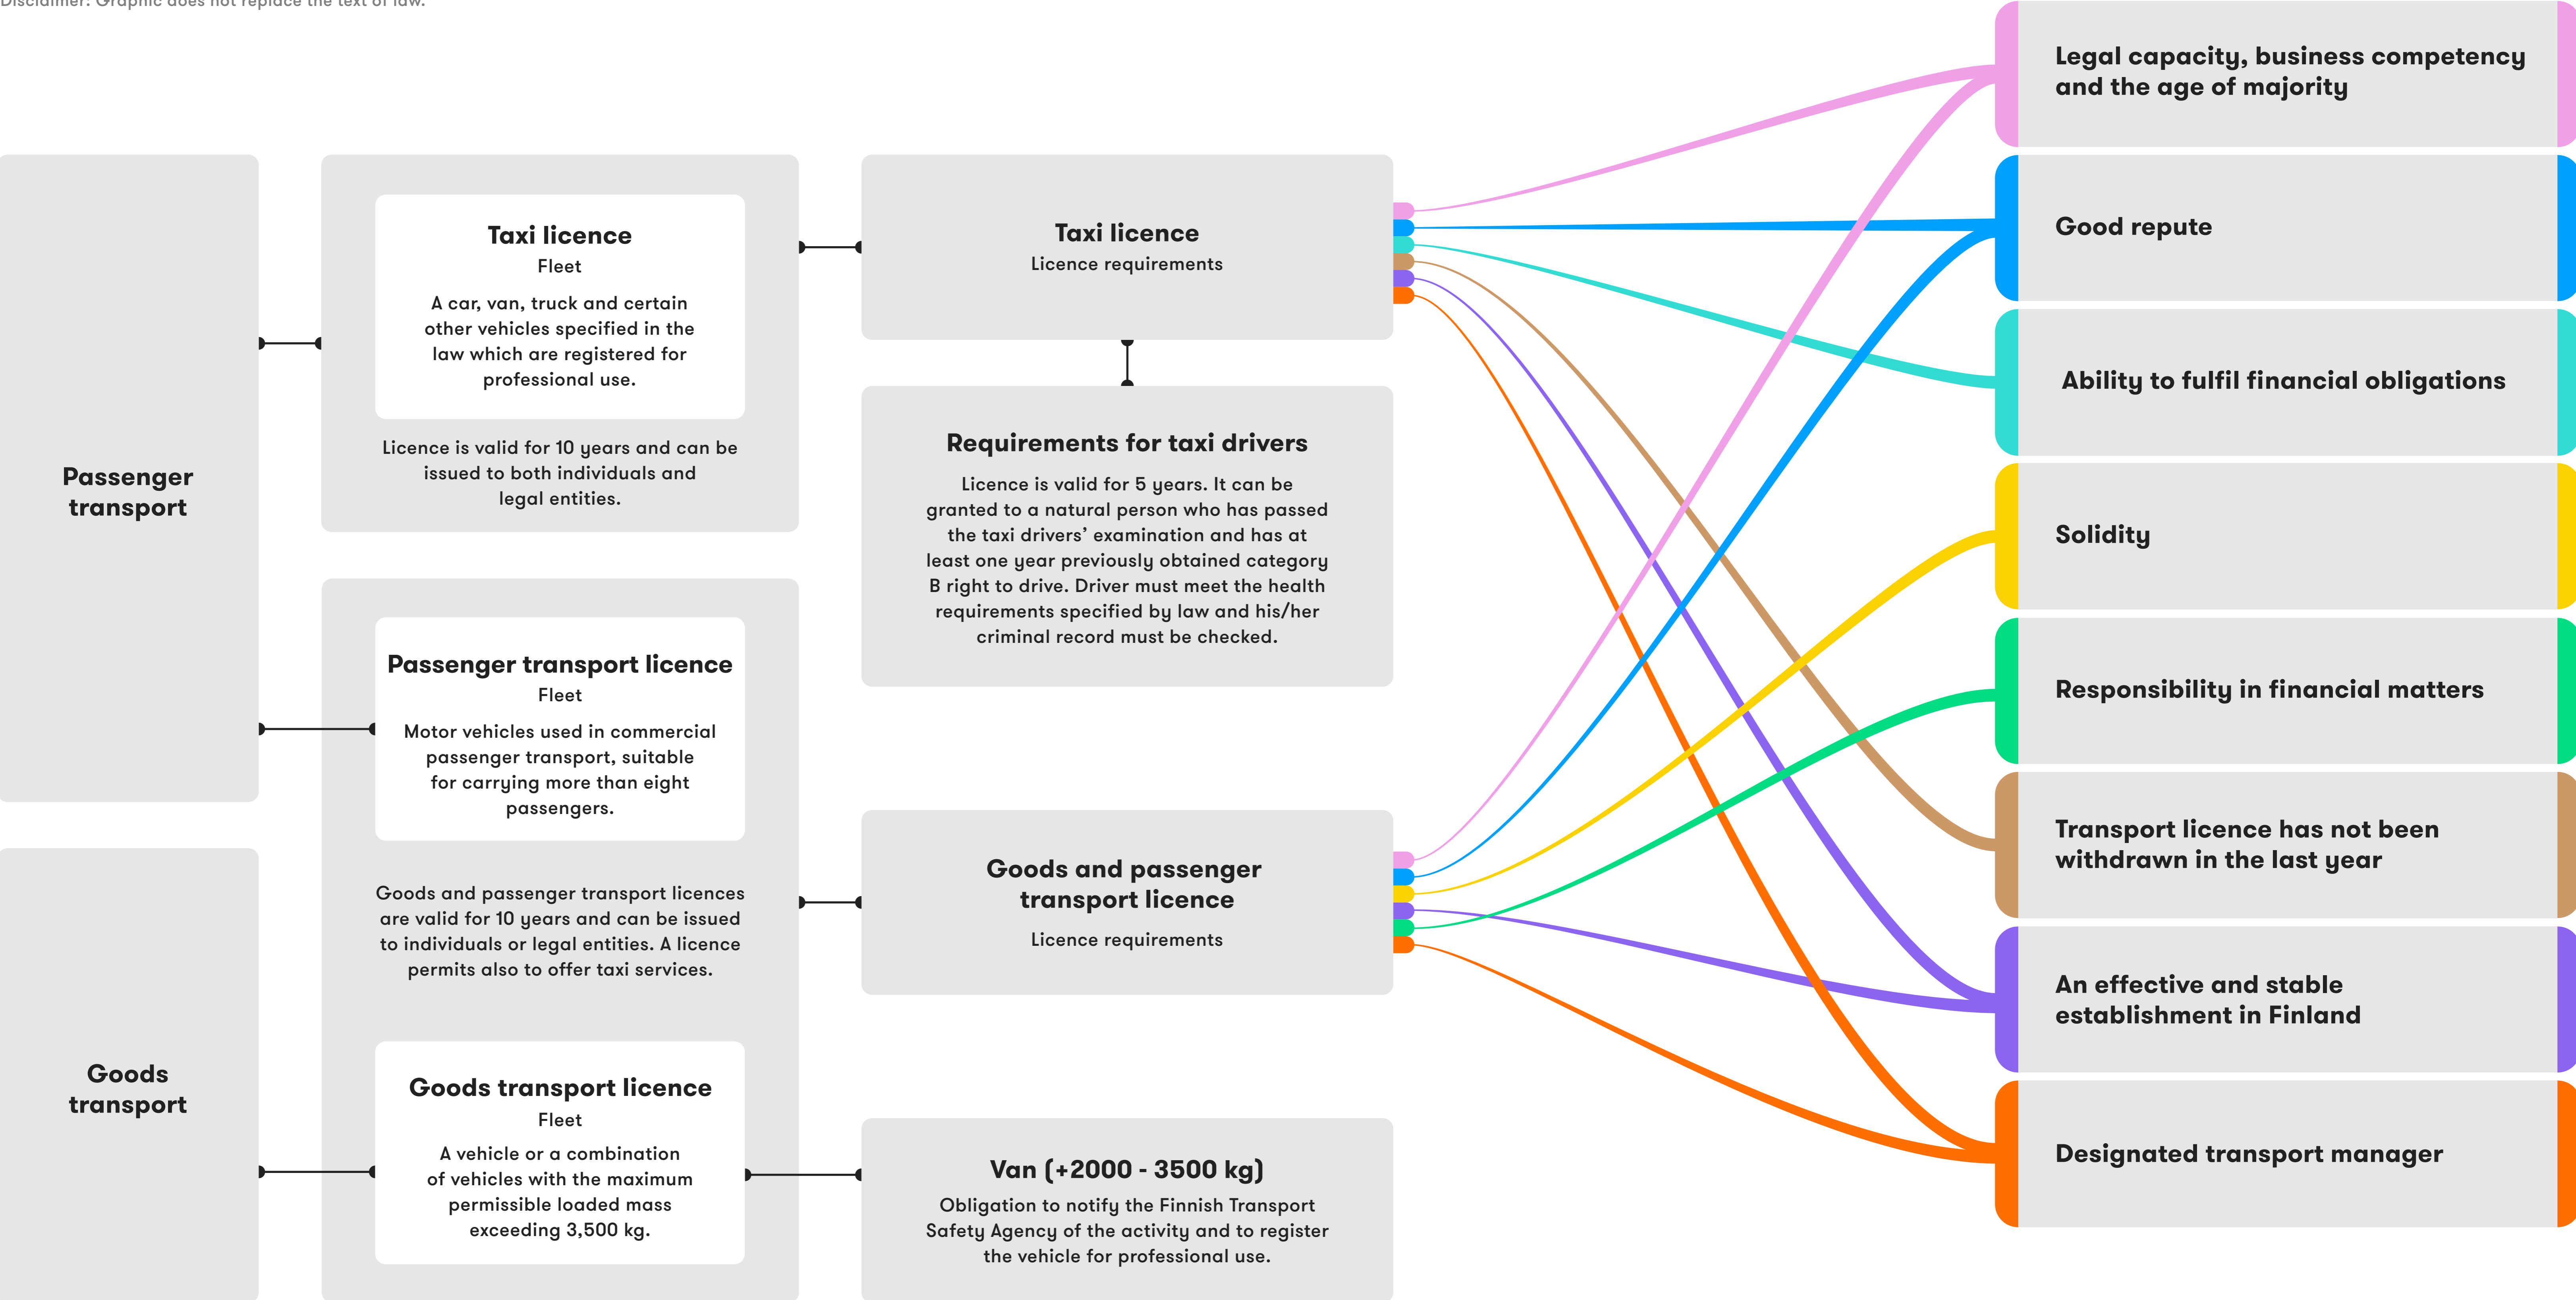 Disclaimer: Graphic does not replace the text of law.
Passenger
transport
Goods
transport
Taxi licence
Fleet
A car, van, truck and certain
other vehicles specified in the
law which are registered for
professional use.
Licence is valid for 10 years and can be
issued to both individuals and
legal entities.
Passenger transport licence
Fleet
Motor vehicles used in commercial
passenger transport, suitable
for carrying more than eight
passengers.
Goods and passenger transport licences
are valid for 10 years and can be issued
to individuals or legal entities. A licence
permits also to offer taxi services.
Goods transport licence
Fleet
A vehicle or a combination
of vehicles with the maximum
permissible loaded mass
exceeding 3,500 kg.
Taxi licence
Licence requirements
Requirements for taxi drivers
Licence is valid for 5 years. It can be
granted to a natural person who has passed
the taxi drivers’ examination and has at
least one year previously obtained category
B right to drive. Driver must meet the health
requirements specified by law and his/her
criminal record must be checked.
Goods and passenger
transport licence
Licence requirements
Van (+2000 - 3500 kg)
Obligation to notify the Finnish Transport
Safety Agency of the activity and to register
the vehicle for professional use.
Legal capacity, business competency
and the age of majority
Good repute
Ability to fulfil financial obligations
Solidity
Responsibility in financial matters
Transport licence has not been
withdrawn in the last year
An effective and stable
establishment in Finland
Designated transport manager